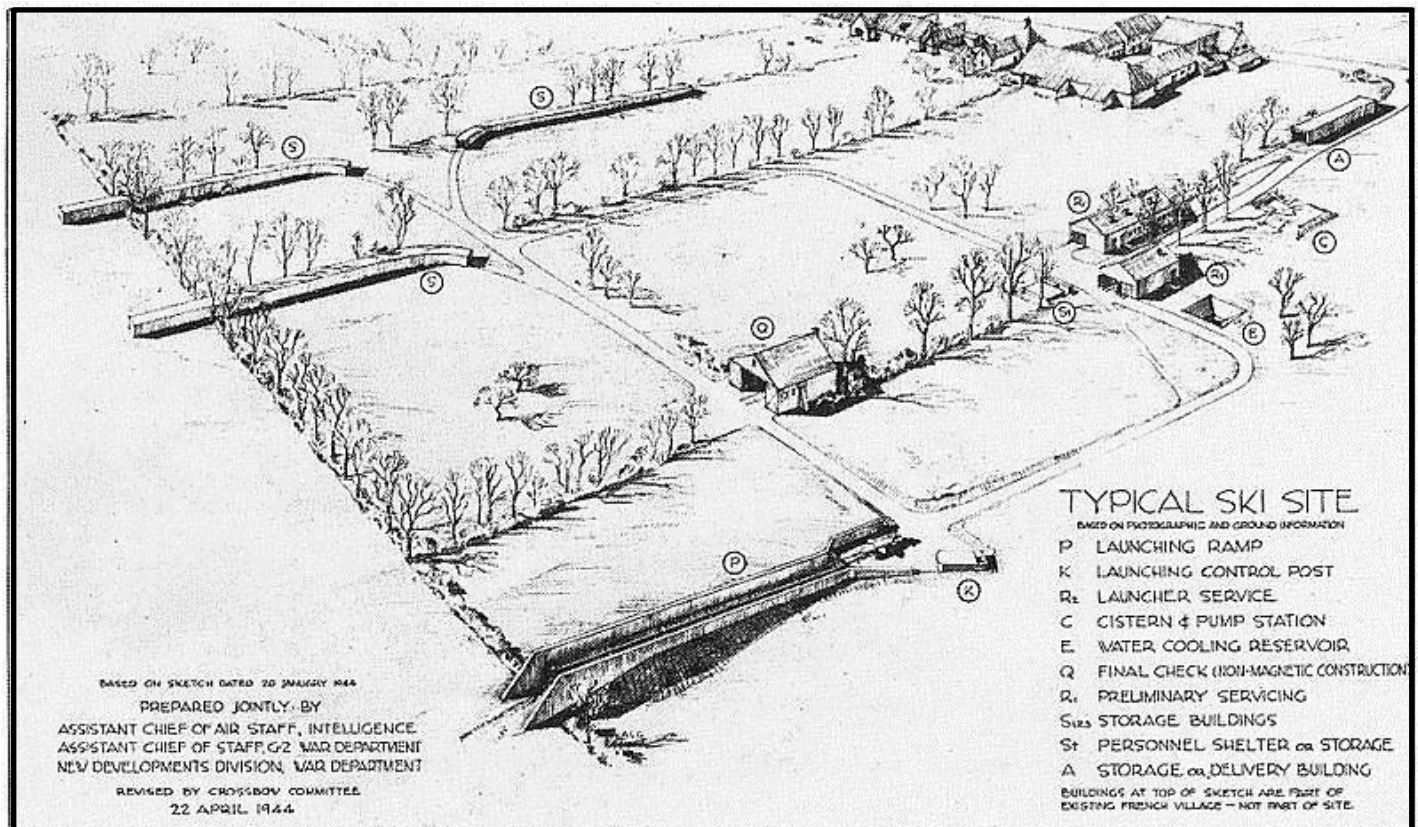 S
S
S
A
R₁
C
R₂
St
E
Q
P
K
TYPICAL SKI SITE
BASED ON PHOTOGRAPHIC AND GROUND INFORMATION
P LAUNCHING RAMP
K LAUNCHING CONTROL POST
R₂ LAUNCHER SERVICE
C CISTERN & PUMP STATION
E WATER COOLING RESERVOIR
Q FINAL CHECK (NON-MAGNETIC CONSTRUCTION)
R₁ PRELIMINARY SERVICING
S₁₂₃ STORAGE BUILDINGS
St PERSONNEL SHELTER OR STORAGE
A STORAGE OR DELIVERY BUILDING
BUILDINGS AT TOP OF SKETCH ARE PART OF
EXISTING FRENCH VILLAGE – NOT PART OF SITE.
BASED ON SKETCH DATED 20 JANUARY 1944
PREPARED JOINTLY BY
ASSISTANT CHIEF OF AIR STAFF, INTELLIGENCE
ASSISTANT CHIEF OF STAFF, G2 WAR DEPARTMENT
NEW DEVELOPMENTS DIVISION, WAR DEPARTMENT
REVISED BY CROSSBOW COMMITTEE
22 APRIL 1944